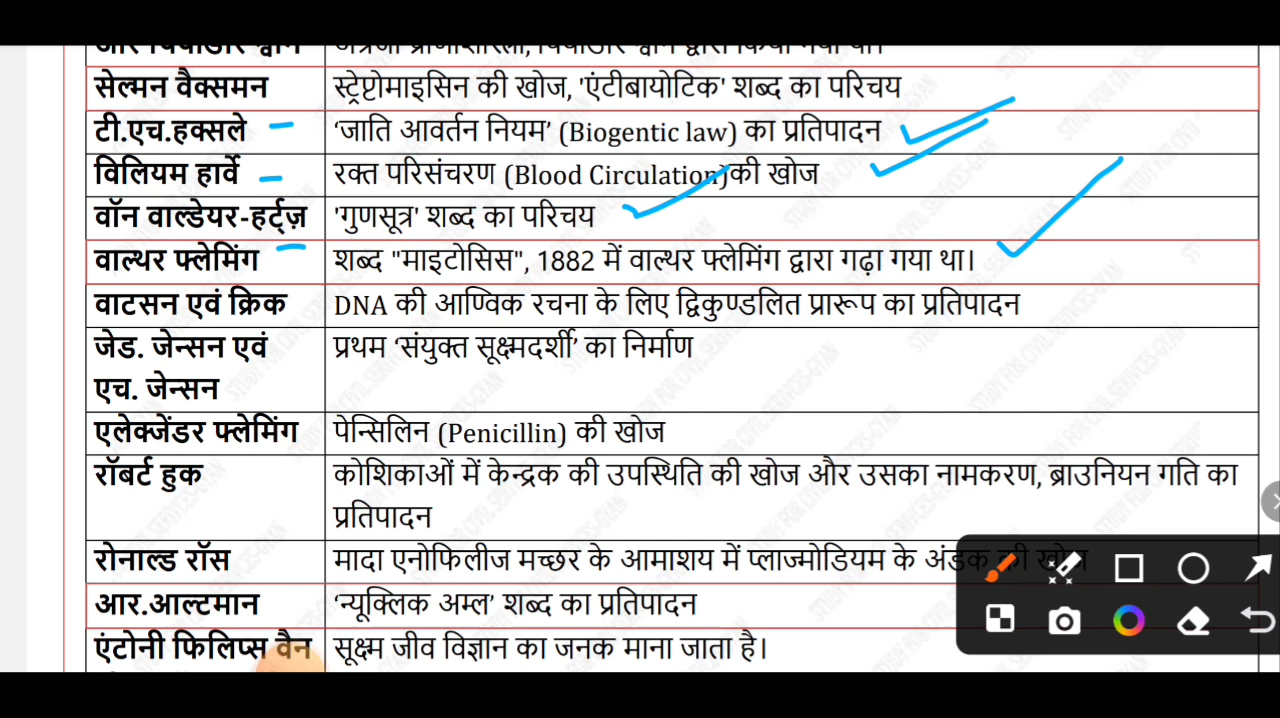 सेल्मन वैक्समन स्ट्रेप्टोमाइसिन की खोज, 'एंटीबायोटिक' शब्द का परिचय
टी.एच.हक्सले 'जाति आवर्तन नियम' (Biogentic law) का प्रतिपादन
विलियम हार्वे रक्त परिसंचरण (Blood Circulation)की खोज
वॉन वाल्डेयर-हर्ट्ज़ 'गुणसूत्र' शब्द का परिचय
वाल्थर फ्लेमिंग शब्द "माइटोसिस", 1882 में वाल्थर फ्लेमिंग द्वारा गढ़ा गया था।
वाटसन एवं क्रिक DNA की आण्विक रचना के लिए द्विकुण्डलित प्रारूप का प्रतिपादन
जेड. जेन्सन एवं प्रथम 'संयुक्त सूक्ष्मदर्शी' का निर्माण
एच. जेन्सन
एलेक्जेंडर फ्लेमिंग पेन्सिलिन (Penicillin) की खोज
रॉबर्ट हुक कोशिकाओं में केन्द्रक की उपस्थिति की खोज और उसका नामकरण, ब्राउनियन गति का
प्रतिपादन
रोनाल्ड रॉस मादा एनोफिलीज मच्छर के आमाशय में प्लाज्मोडियम के अंडक की खोज
आर.आल्टमान 'न्यूक्लिक अम्ल' शब्द का प्रतिपादन
एंटोनी फिलिप्स वैन सूक्ष्म जीव विज्ञान का जनक माना जाता है।